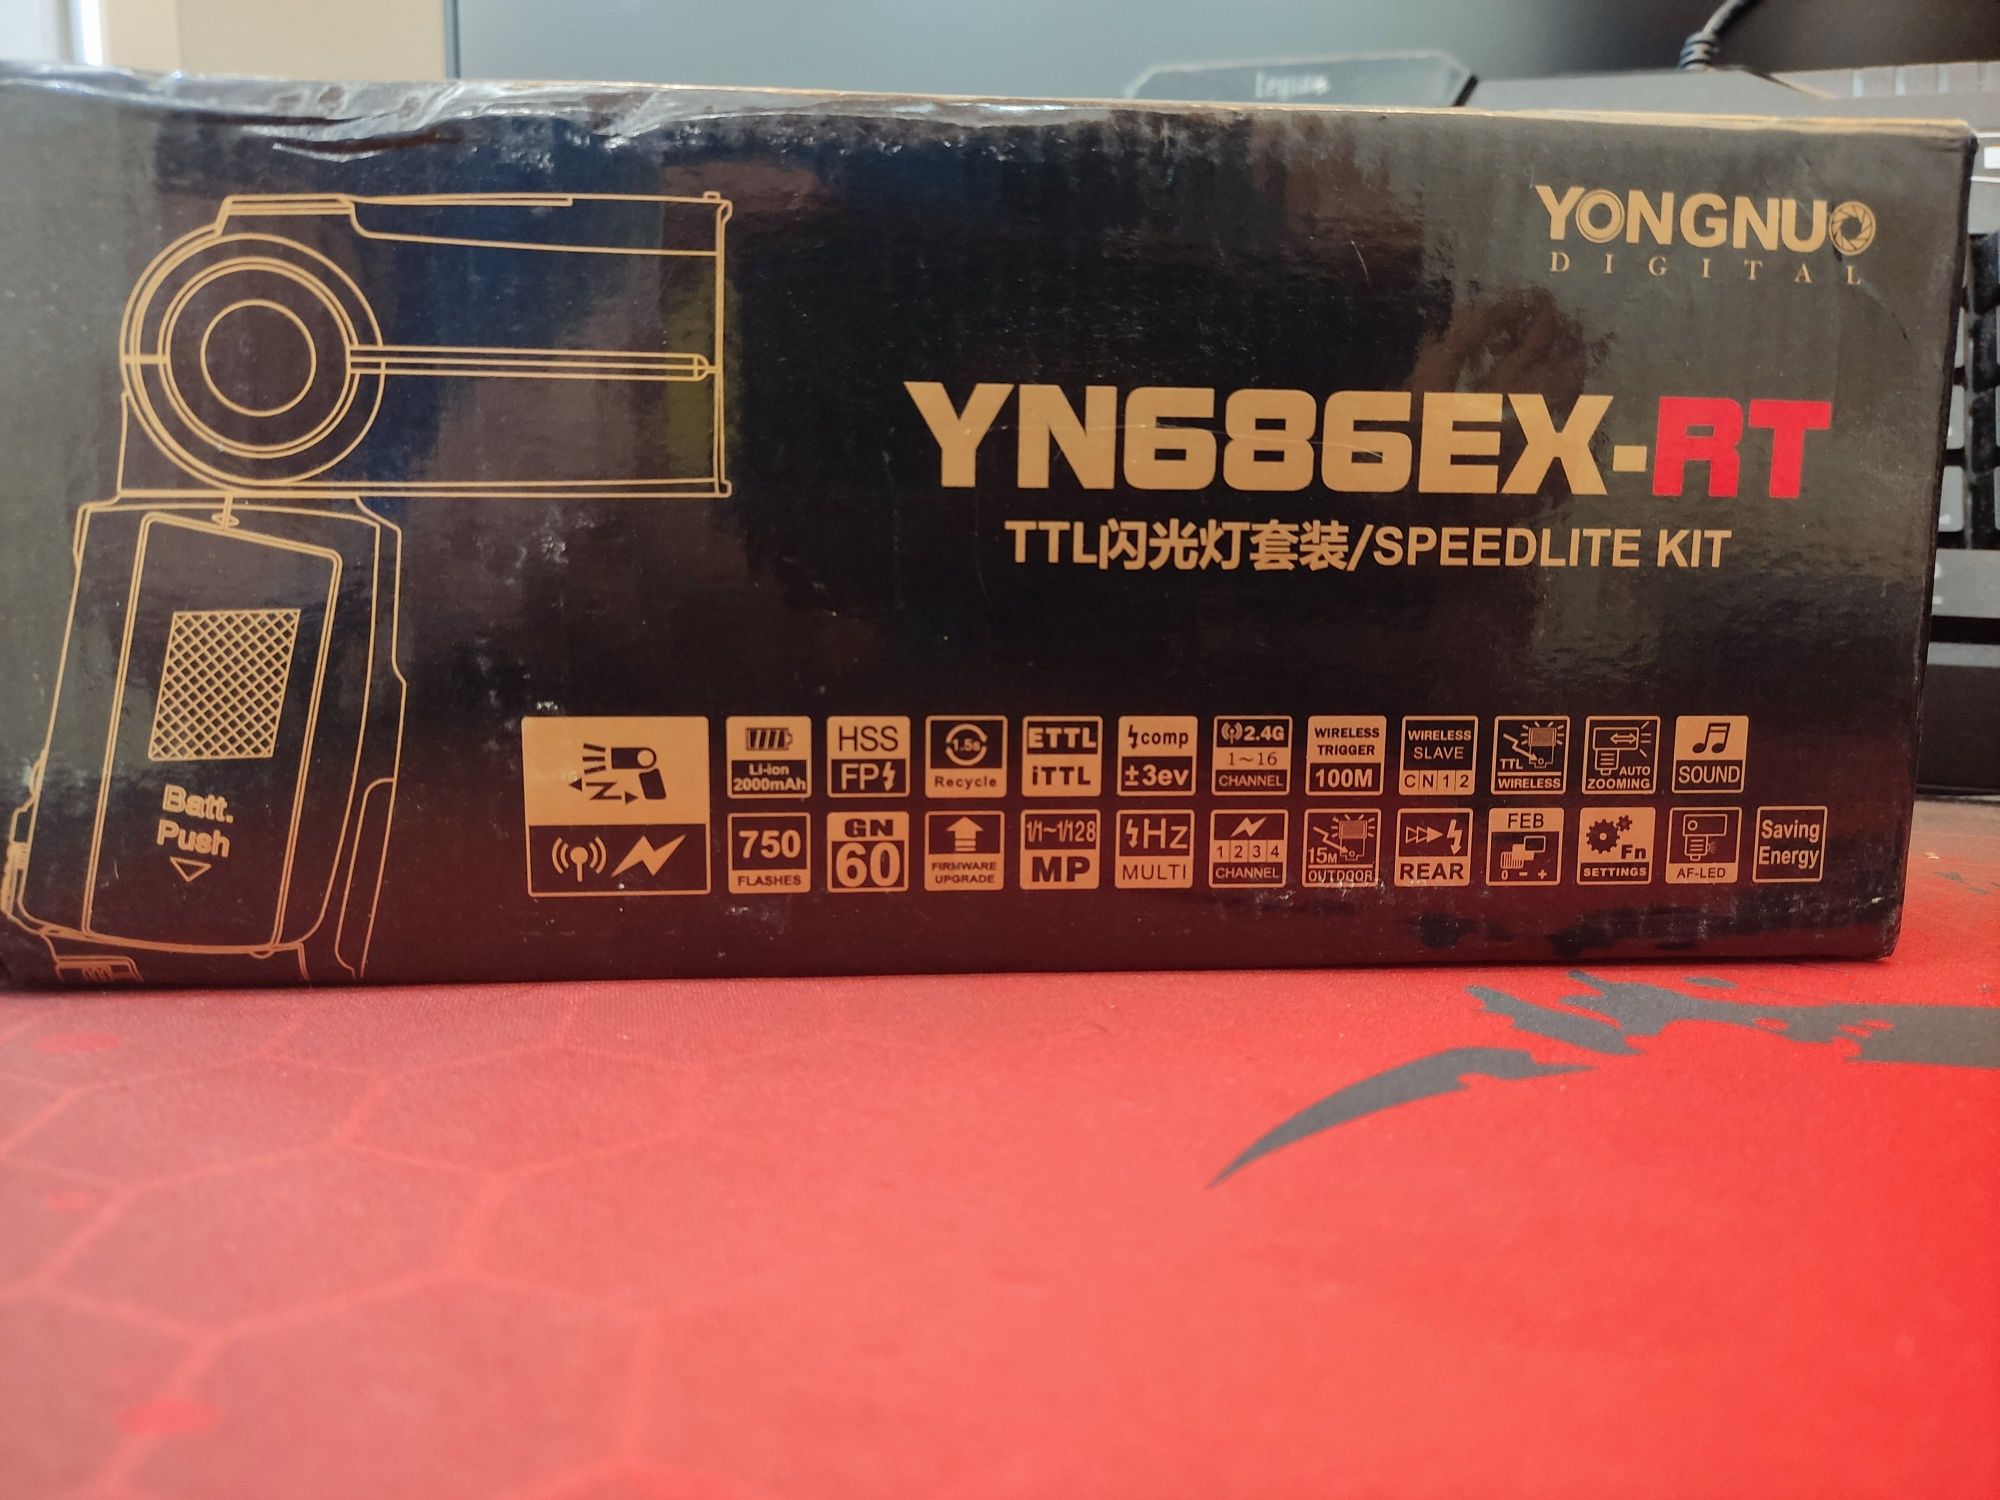 Legion
YONGNUO
DIGITAL
YN686EX-RT
TTL闪光灯套装/SPEEDLITE KIT
Batt.
Push
Li-ion
2000mAh
HSS
FP
1.5s
Recycle
ETTL
iTTL
comp
±3ev
2.4G
1~16
CHANNEL
WIRELESS
TRIGGER
100M
WIRELESS
SLAVE
CN12
TTL
WIRELESS
AUTO
ZOOMING
SOUND
750
FLASHES
GN
60
FIRMWARE
UPGRADE
1/1~1/128
MP
Hz
MULTI
1 2 3 4
CHANNEL
15M
OUTDOOR
REAR
FEB
0 - +
Fn
SETTINGS
AF-LED
Saving
Energy